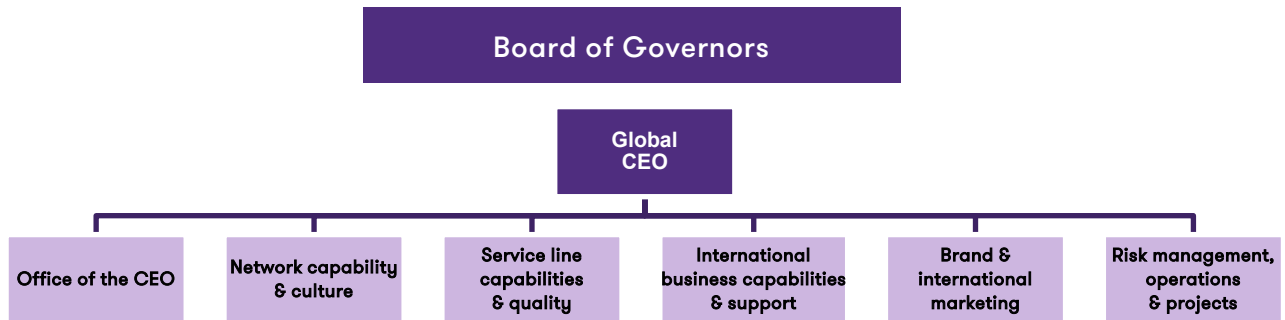 Board of Governors
Global
CEO
Office of the CEO
Network capability
& culture
Service line
capabilities
& quality
International
business capabilities
& support
Brand &
international
marketing
Risk management,
operations
& projects